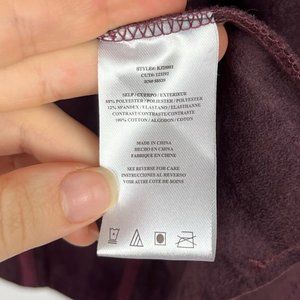 SELF / CUERPO / EXTERIEUR
88% POLYESTER / POLIESTER / POLYESTER
12% SPANDEX / ELASTANO / ELASTHANNE
CONTRAST/CONTRASTE/CONTRASTE
100% COTTON / ALGODON / COTON
MADE IN CHINA
HECHO EN CHINA
FABRIQUE EN CHINE
SEE REVERSE FOR CARE
INSTRUCCIONES AL REVERSO
VOIR L'AUTRE COTE
DE SOINS